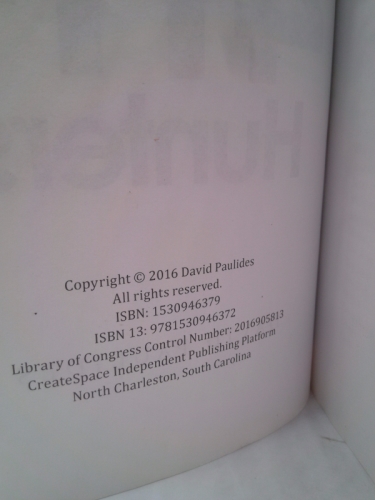 Copyright © 2016 David Paulides
All rights reserved.
ISBN: 1530946379
ISBN 13: 9781530946372
Library of Congress Control Number: 2016905813
CreateSpace Independent Publishing Platform
North Charleston, South Carolina